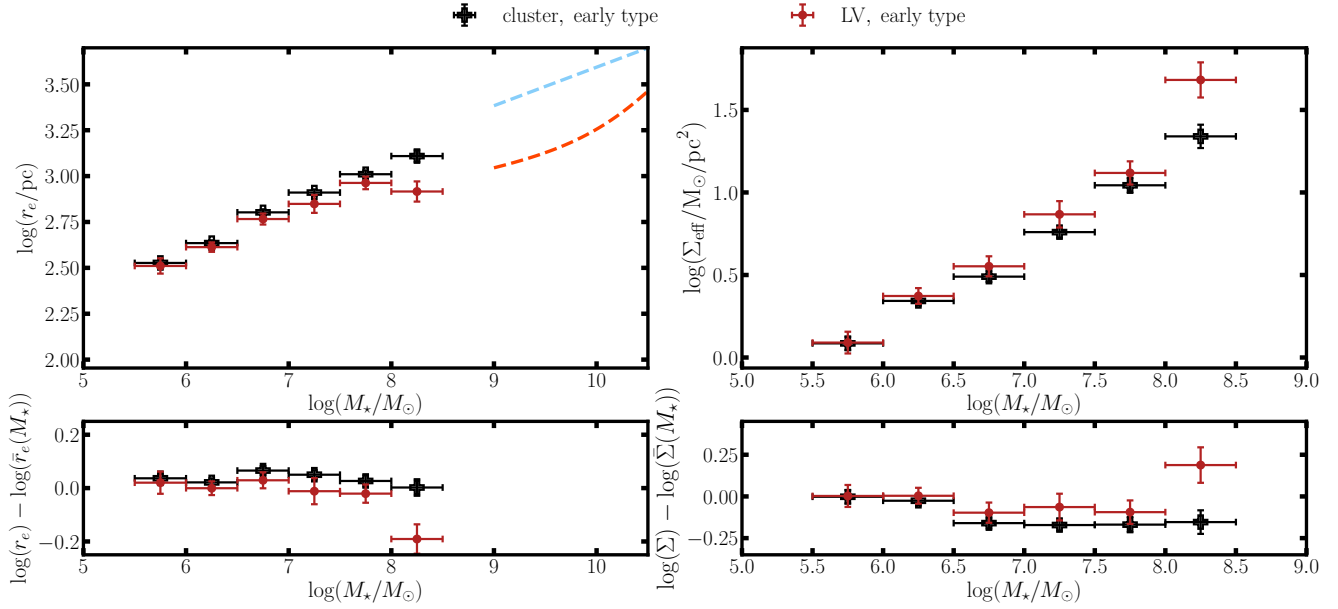 cluster, early type
LV, early type
log(r_e/pc)
3.50
3.25
3.00
2.75
2.50
2.25
2.00
5 6 7 8 9 10
log(M⋆/M⊙)
log(Σ_eff/M⊙/pc²)
1.5
1.0
0.5
0.0
5.0 5.5 6.0 6.5 7.0 7.5 8.0 8.5 9.0
log(M⋆/M⊙)
log(r_e) − log(r̄_e(M⋆))
0.2
0.0
−0.2
5 6 7 8 9 10
log(M⋆/M⊙)
log(Σ) − log(Σ̄(M⋆))
0.25
0.00
−0.25
5.0 5.5 6.0 6.5 7.0 7.5 8.0 8.5 9.0
log(M⋆/M⊙)